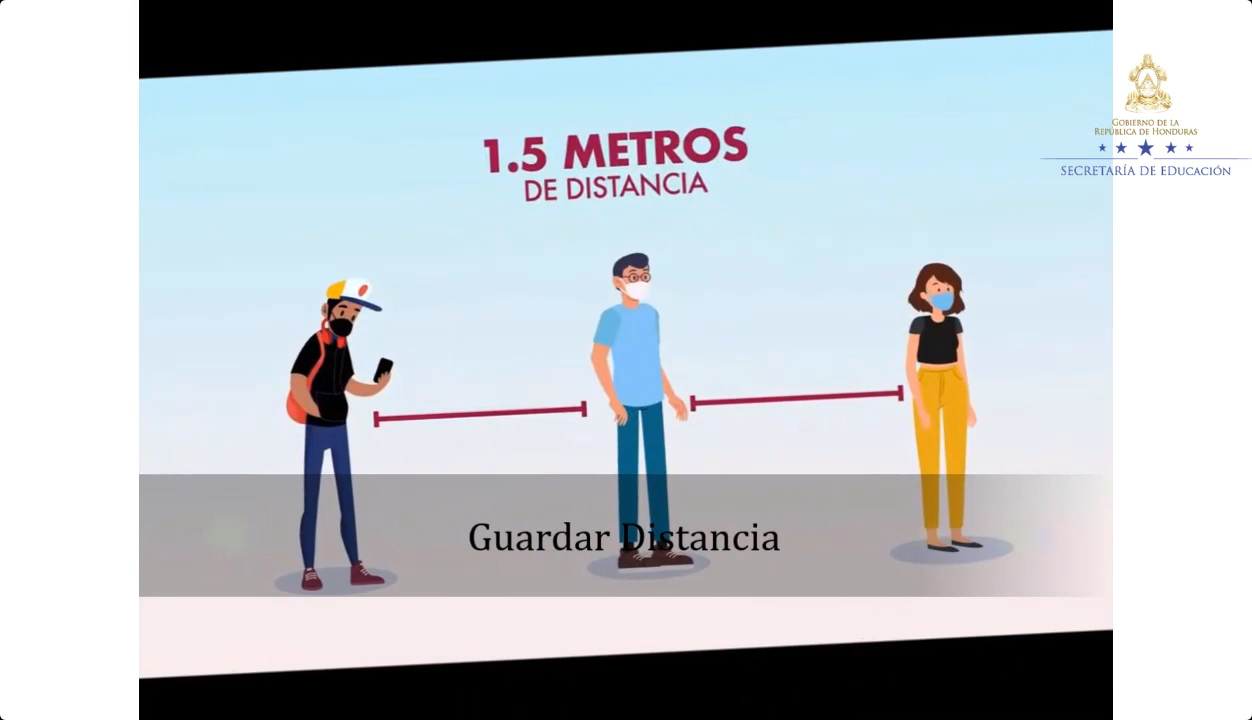 1.5 METROS
DE DISTANCIA
GOBIERNO DE LA
REPÚBLICA DE HONDURAS
SECRETARÍA DE EDUCACIÓN
Guardar Distancia